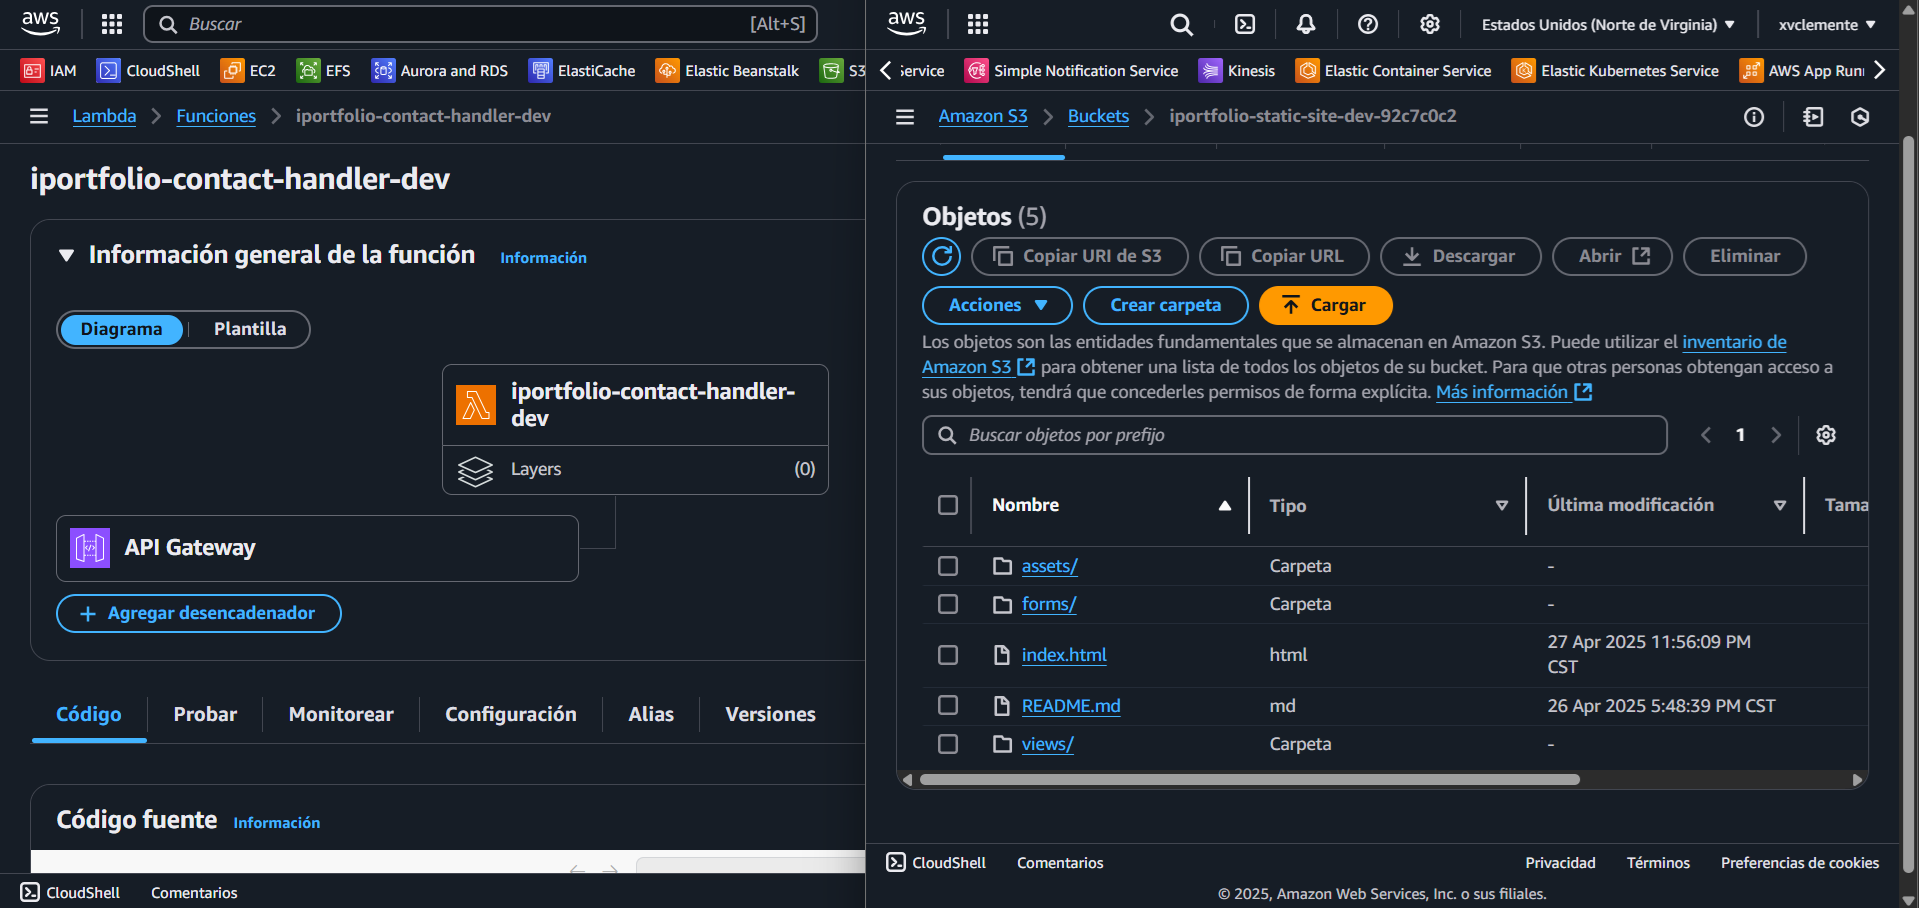 aws
Buscar
[Alt+S]
IAM
CloudShell
EC2
EFS
Aurora and RDS
ElastiCache
Elastic Beanstalk
S3
Lambda
Funciones
iportfolio-contact-handler-dev
iportfolio-contact-handler-dev
Información general de la función
Información
Diagrama
Plantilla
iportfolio-contact-handler-
dev
Layers
(0)
API Gateway
+ Agregar desencadenador
Código
Probar
Monitorear
Configuración
Alias
Versiones
Código fuente
Información
CloudShell
Comentarios
aws
Estados Unidos (Norte de Virginia)
xvclemente
Service
Simple Notification Service
Kinesis
Elastic Container Service
Elastic Kubernetes Service
AWS App Run
Amazon S3
Buckets
iportfolio-static-site-dev-92c7c0c2
Objetos (5)
Copiar URI de S3
Copiar URL
Descargar
Abrir
Eliminar
Acciones
Crear carpeta
Cargar
Los objetos son las entidades fundamentales que se almacenan en Amazon S3. Puede utilizar el inventario de
Amazon S3 para obtener una lista de todos los objetos de su bucket. Para que otras personas obtengan acceso a
sus objetos, tendrá que concederles permisos de forma explícita. Más información
Buscar objetos por prefijo
1
Nombre
Tipo
Última modificación
Tama
assets/
Carpeta
-
forms/
Carpeta
-
index.html
html
27 Apr 2025 11:56:09 PM
CST
README.md
md
26 Apr 2025 5:48:39 PM CST
views/
Carpeta
-
CloudShell
Comentarios
Privacidad
Términos
Preferencias de cookies
© 2025, Amazon Web Services, Inc. o sus filiales.